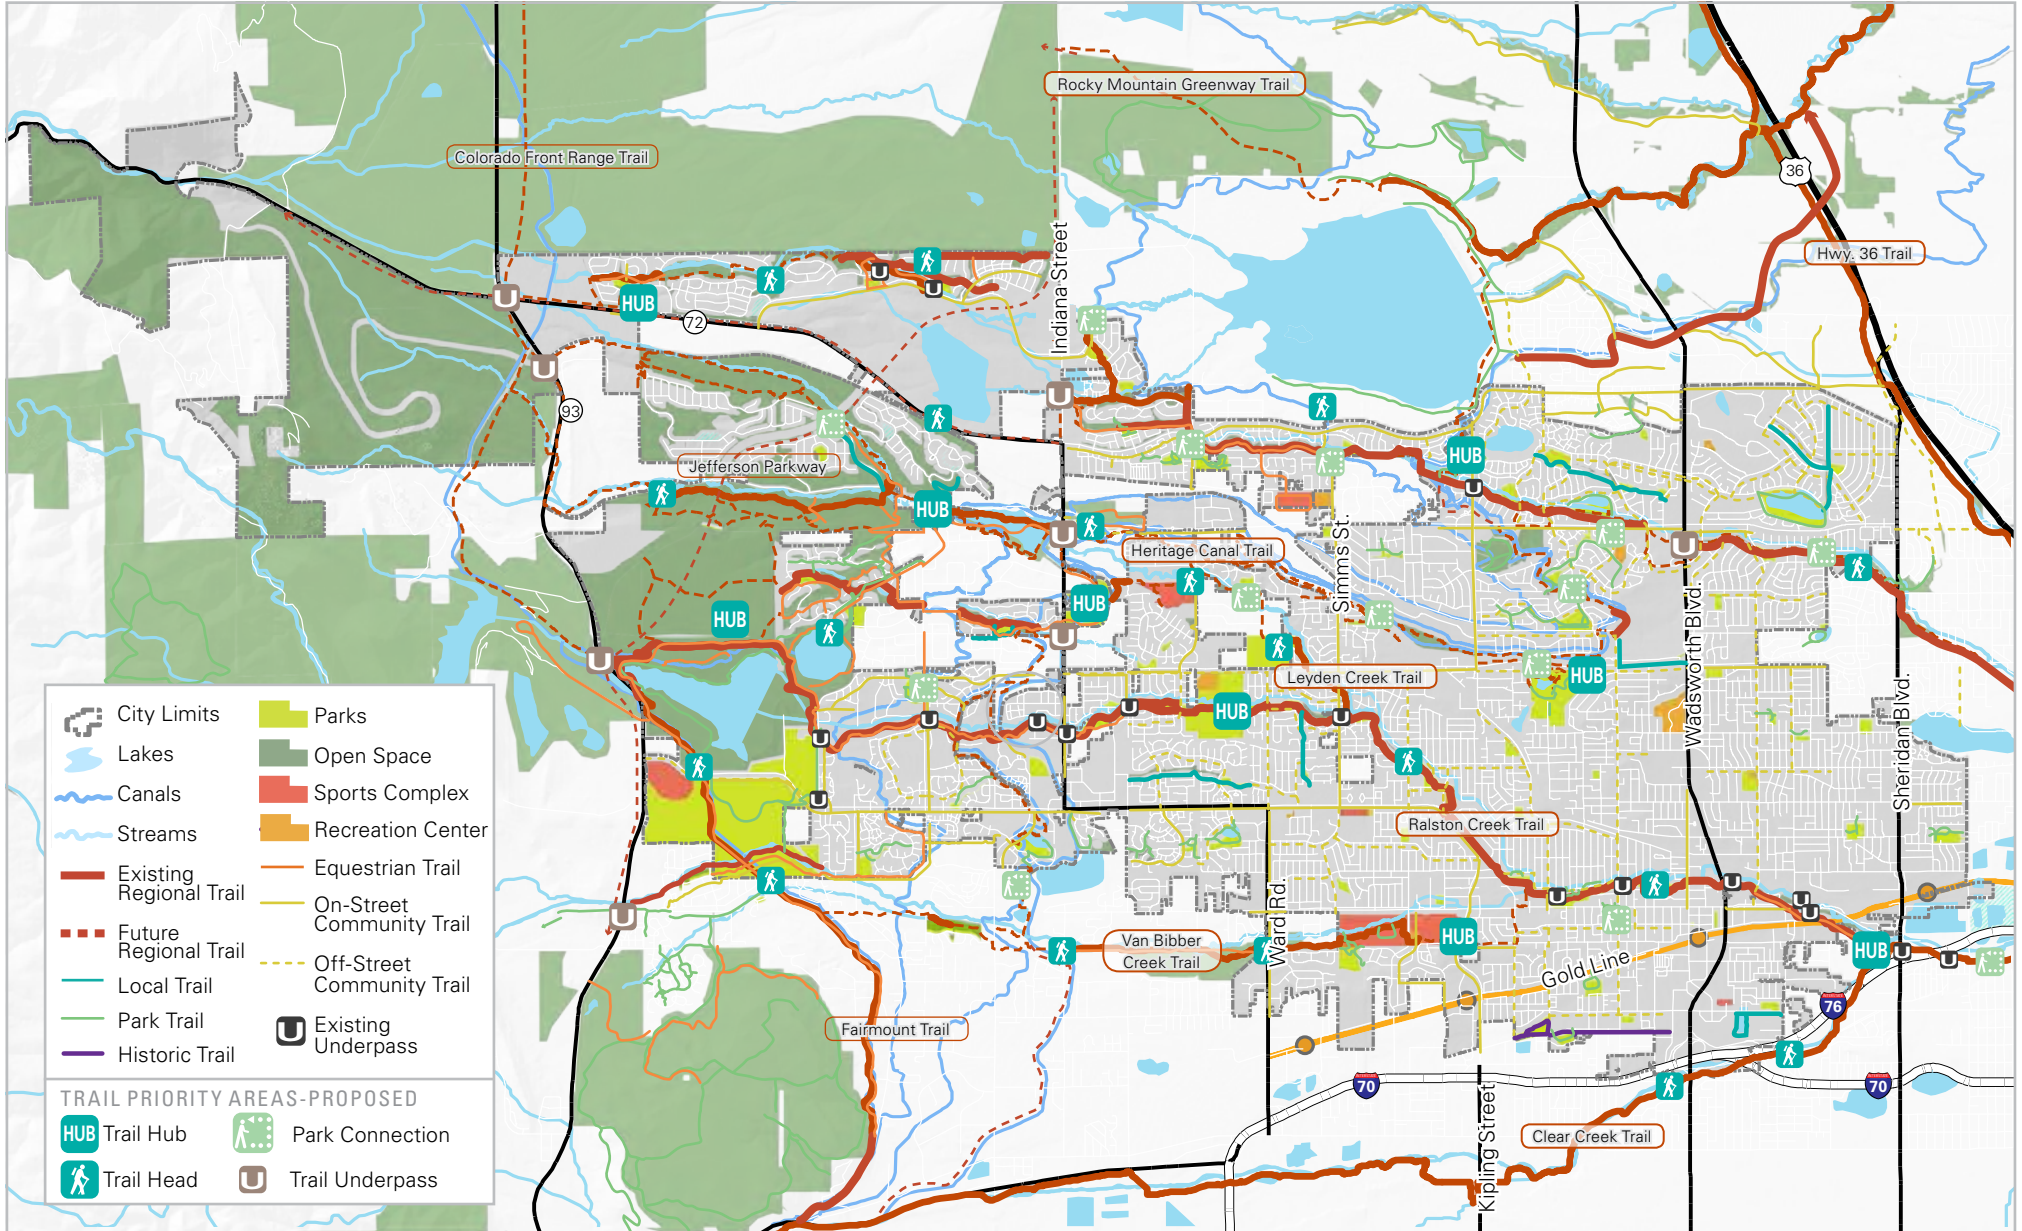 Rocky Mountain Greenway Trail
Colorado Front Range Trail
36
Hwy. 36 Trail
Indiana Street
HUB
72
93
Jefferson Parkway
HUB
HUB
Heritage Canal Trail
Simms St.
HUB
HUB
Wadsworth Blvd.
HUB
Leyden Creek Trail
HUB
Sheridan Blvd.
Ralston Creek Trail
Ward Rd.
Van Bibber
Creek Trail
HUB
HUB
Gold Line
76
Fairmount Trail
70
70
Clear Creek Trail
Kipling Street
City Limits
Lakes
Canals
Streams
Existing
Regional Trail
Future
Regional Trail
Local Trail
Park Trail
Historic Trail
Parks
Open Space
Sports Complex
Recreation Center
Equestrian Trail
On-Street
Community Trail
Off-Street
Community Trail
U
Existing
Underpass
TRAIL PRIORITY AREAS-PROPOSED
HUB
Trail Hub
Park Connection
Trail Head
U
Trail Underpass